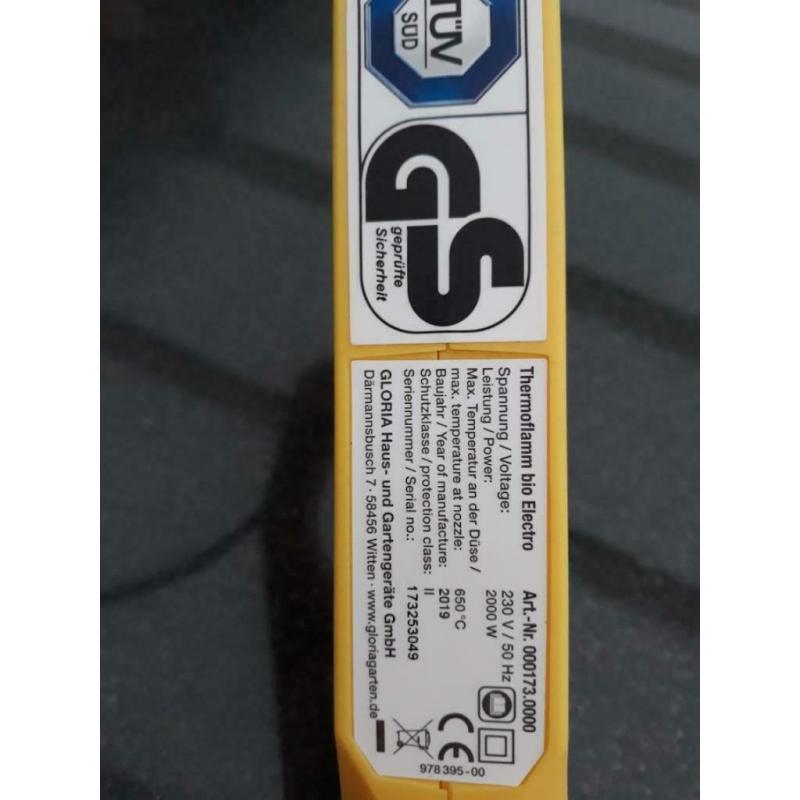 TÜV
SÜD
GS
geprüfte
Sicherheit
Thermoflamm bio Electro Art.-Nr. 000173.0000
Spannung / Voltage: 230 V / 50 Hz
Leistung / Power: 2000 W
Max. Temperatur an der Düse /
max. temperature at nozzle: 650 °C
Baujahr / Year of manufacture: 2019
Schutzklasse / protection class: II
Seriennummer / Serial no.: 173253049
GLORIA Haus- und Gartengeräte GmbH
Därmannsbusch 7 · 58456 Witten · www.gloriagarten.de
CE
978 395-00